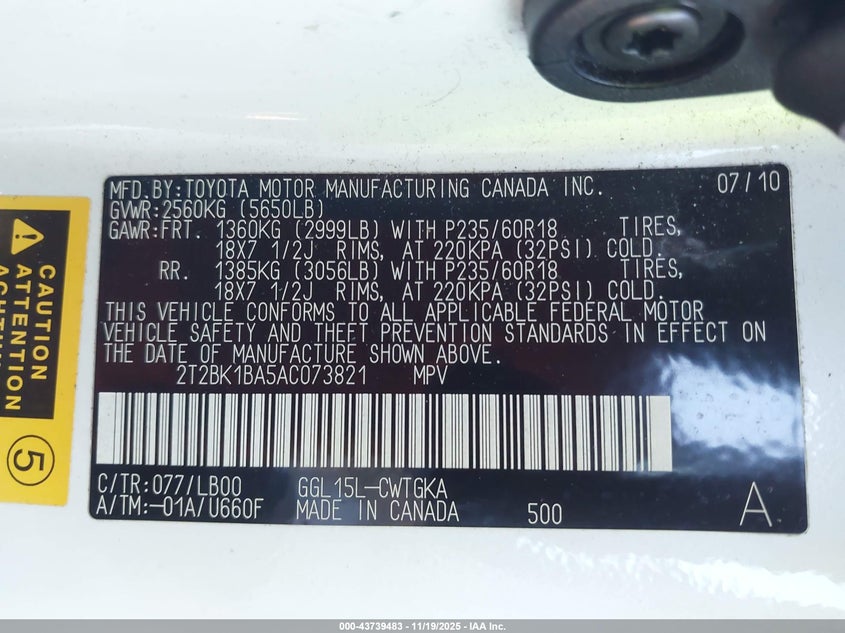 MFD.BY:TOYOTA MOTOR MANUFACTURING CANADA INC. 07/10
GVWR:2560KG (5650LB)
GAWR:FRT. 1360KG (2999LB) WITH P235/60R18 TIRES,
18X7 1/2J RIMS, AT 220KPA (32PSI) COLD.
RR. 1385KG (3056LB) WITH P235/60R18 TIRES,
18X7 1/2J RIMS, AT 220KPA (32PSI) COLD.
THIS VEHICLE CONFORMS TO ALL APPLICABLE FEDERAL MOTOR
VEHICLE SAFETY AND THEFT PREVENTION STANDARDS IN EFFECT ON
THE DATE OF MANUFACTURE SHOWN ABOVE.
2T2BK1BA5AC073821 MPV
C/TR:077/LB00 GGL15L-CWTGKA
A/TM:-01A/U660F MADE IN CANADA 500 A
CAUTION
ATTENTION
5
000-43739483 - 11/19/2025 - IAA Inc.